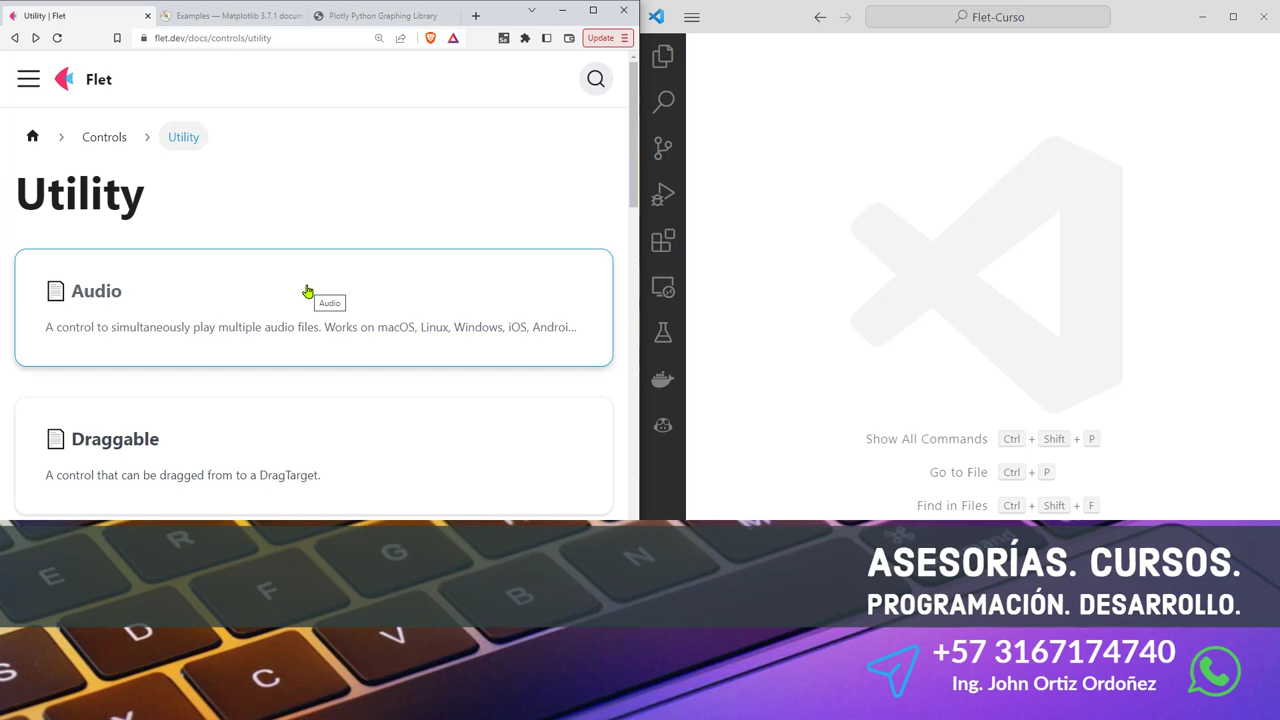 Utility | Flet
Examples — Matplotlib 3.7.1 docum
Plotly Python Graphing Library
flet.dev/docs/controls/utility
Update
Flet
Controls
Utility
Utility
Audio
Audio
A control to simultaneously play multiple audio files. Works on macOS, Linux, Windows, iOS, Androi...
Draggable
A control that can be dragged from to a DragTarget.
Flet-Curso
Show All Commands Ctrl + Shift + P
Go to File Ctrl + P
Find in Files Ctrl + Shift + F
ASESORÍAS. CURSOS.
PROGRAMACIÓN. DESARROLLO.
+57 3167174740
Ing. John Ortiz Ordoñez
E
R
F
G
N
B
D
V
C